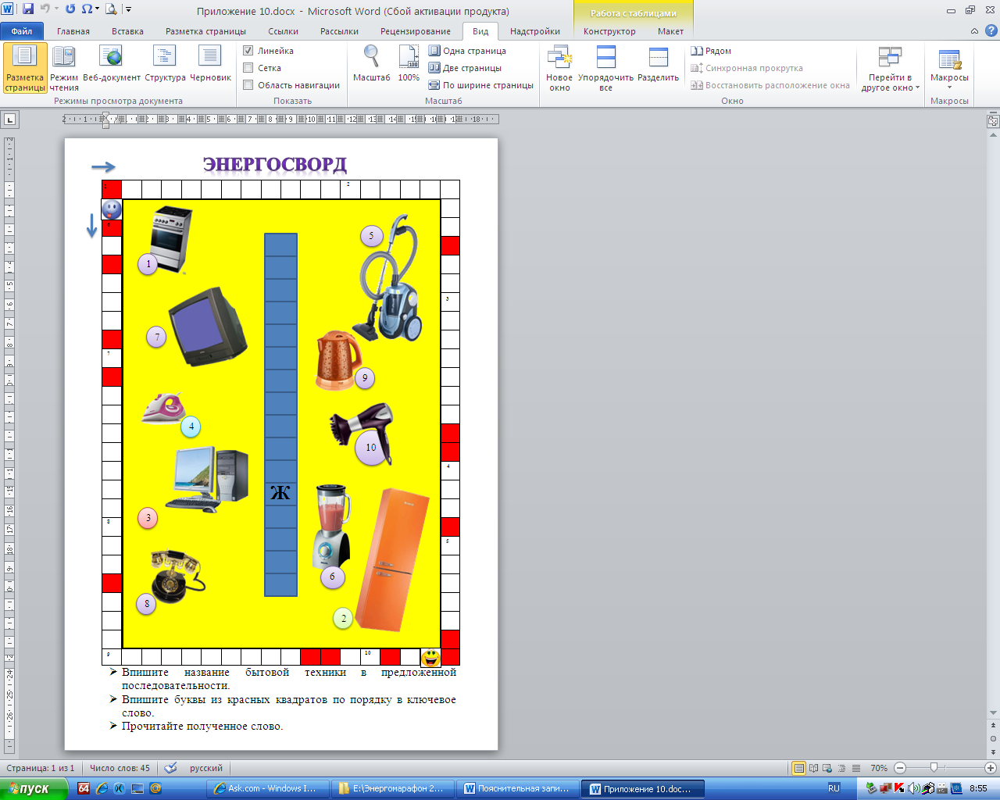 Приложение 10.docx - Microsoft Word (Сбой активации продукта)
Работа с таблицами
Файл Главная Вставка Разметка страницы Ссылки Рассылки Рецензирование Вид Надстройки Конструктор Макет
Разметка страницы
Режим чтения
Веб-документ
Структура
Черновик
Режимы просмотра документа
Линейка
Сетка
Область навигации
Показать
Масштаб
100%
Одна страница
Две страницы
По ширине страницы
Масштаб
Новое окно
Упорядочить все
Разделить
Рядом
Синхронная прокрутка
Восстановить расположение окна
Окно
Перейти в другое окно
Макросы
Макросы
ЭНЕРГОСВОРД
2
1
5
3
7
9
7
4
10
4
Ж
3
8
5
6
8
2
9
10
Впишите название бытовой техники в предложенной
последовательности.
Впишите буквы из красных квадратов по порядку в ключевое
слово.
Прочитайте полученное слово.
Страница: 1 из 1 Число слов: 45 русский 70%
пуск 64 Ask.com - Windows I... E:\Энергомарафон 2... Пояснительная запи... Приложение 10.doc... RU 8:55